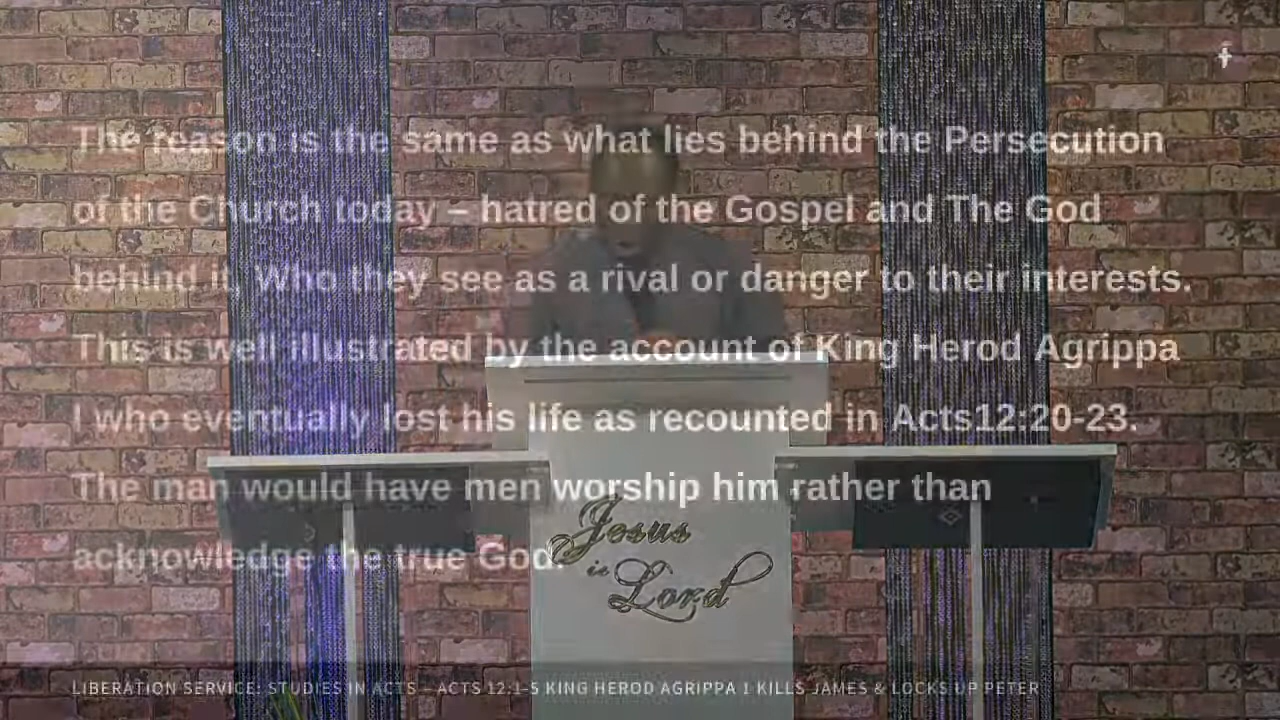 The reason is the same as what lies behind the Persecution
of the Church today – hatred of the Gospel and The God
behind it, Who they see as a rival or danger to their interests.
This is well illustrated by the account of King Herod Agrippa
I who eventually lost his life as recounted in Acts12:20-23.
The man would have men worship him rather than
acknowledge the true God.
Jesus
is
Lord
LIBERATION SERVICE: STUDIES IN ACTS – ACTS 12:1-5 KING HEROD AGRIPPA 1 KILLS JAMES & LOCKS UP PETER